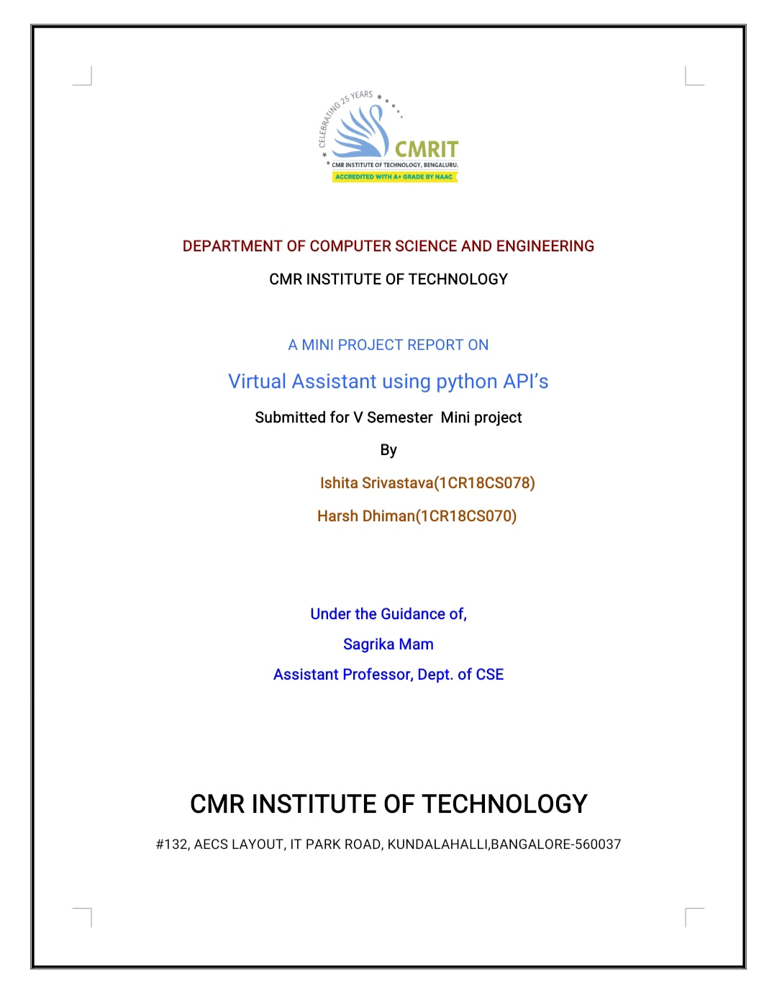 CELEBRATING 25 YEARS
CMRIT
CMR INSTITUTE OF TECHNOLOGY, BENGALURU.
ACCREDITED WITH A+ GRADE BY NAAC
DEPARTMENT OF COMPUTER SCIENCE AND ENGINEERING
CMR INSTITUTE OF TECHNOLOGY
A MINI PROJECT REPORT ON
Virtual Assistant using python API’s
Submitted for V Semester  Mini project
By
Ishita Srivastava(1CR18CS078)
Harsh Dhiman(1CR18CS070)
Under the Guidance of,
Sagrika Mam
Assistant Professor, Dept. of CSE
CMR INSTITUTE OF TECHNOLOGY
#132, AECS LAYOUT, IT PARK ROAD, KUNDALAHALLI,BANGALORE-560037